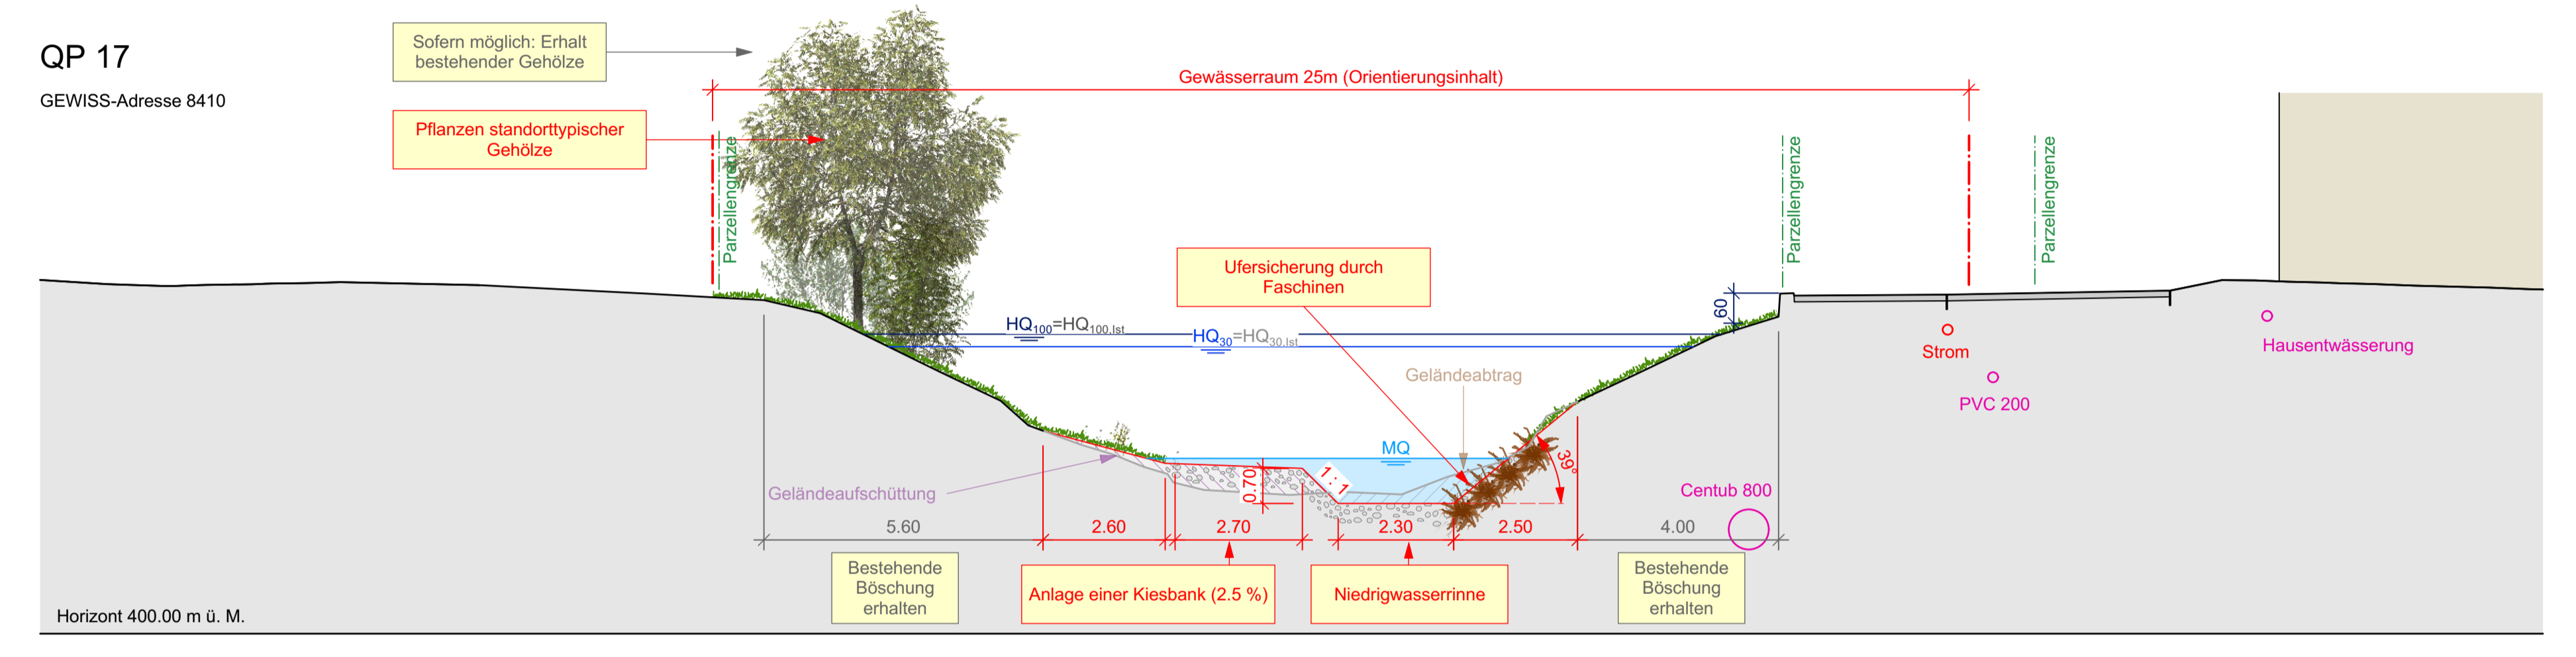 QP 17
GEWISS-Adresse 8410
Sofern möglich: Erhalt
bestehender Gehölze
Pflanzen standorttypischer
Gehölze
Gewässerraum 25m (Orientierungsinhalt)
Parzellengrenze
Parzellengrenze
Parzellengrenze
Ufersicherung durch
Faschinen
60
HQ100=HQ100,Ist
HQ30=HQ30,Ist
Strom
Hausentwässerung
PVC 200
Geländeabtrag
MQ
39°
Geländeaufschüttung
0.70
1 : 1
Centub 800
5.60
2.60
2.70
2.30
2.50
4.00
Bestehende
Böschung
erhalten
Anlage einer Kiesbank (2.5 %)
Niedrigwasserrinne
Bestehende
Böschung
erhalten
Horizont 400.00 m ü. M.